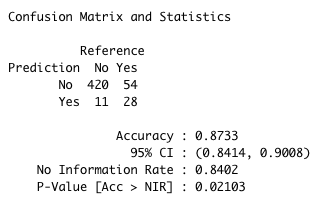 Confusion Matrix and Statistics
Reference
Prediction No Yes
No 420 54
Yes 11 28
Accuracy : 0.8733
95% CI : (0.8414, 0.9008)
No Information Rate : 0.8402
P-Value [Acc > NIR] : 0.02103